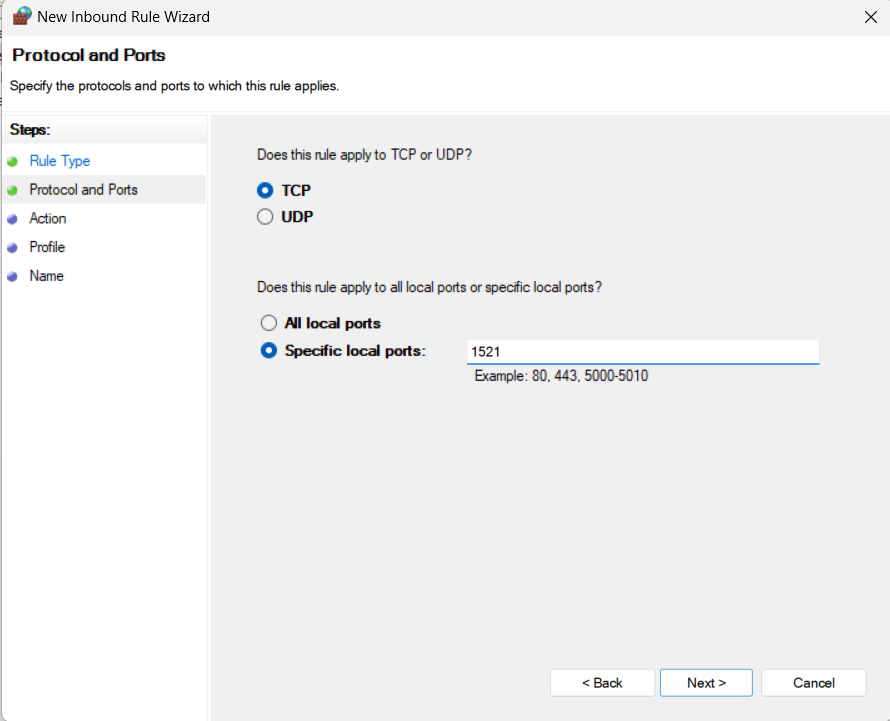 New Inbound Rule Wizard
Protocol and Ports
Specify the protocols and ports to which this rule applies.
Steps:
Rule Type
Protocol and Ports
Action
Profile
Name
Does this rule apply to TCP or UDP?
TCP
UDP
Does this rule apply to all local ports or specific local ports?
All local ports
Specific local ports: 1521
Example: 80, 443, 5000-5010
< Back Next > Cancel